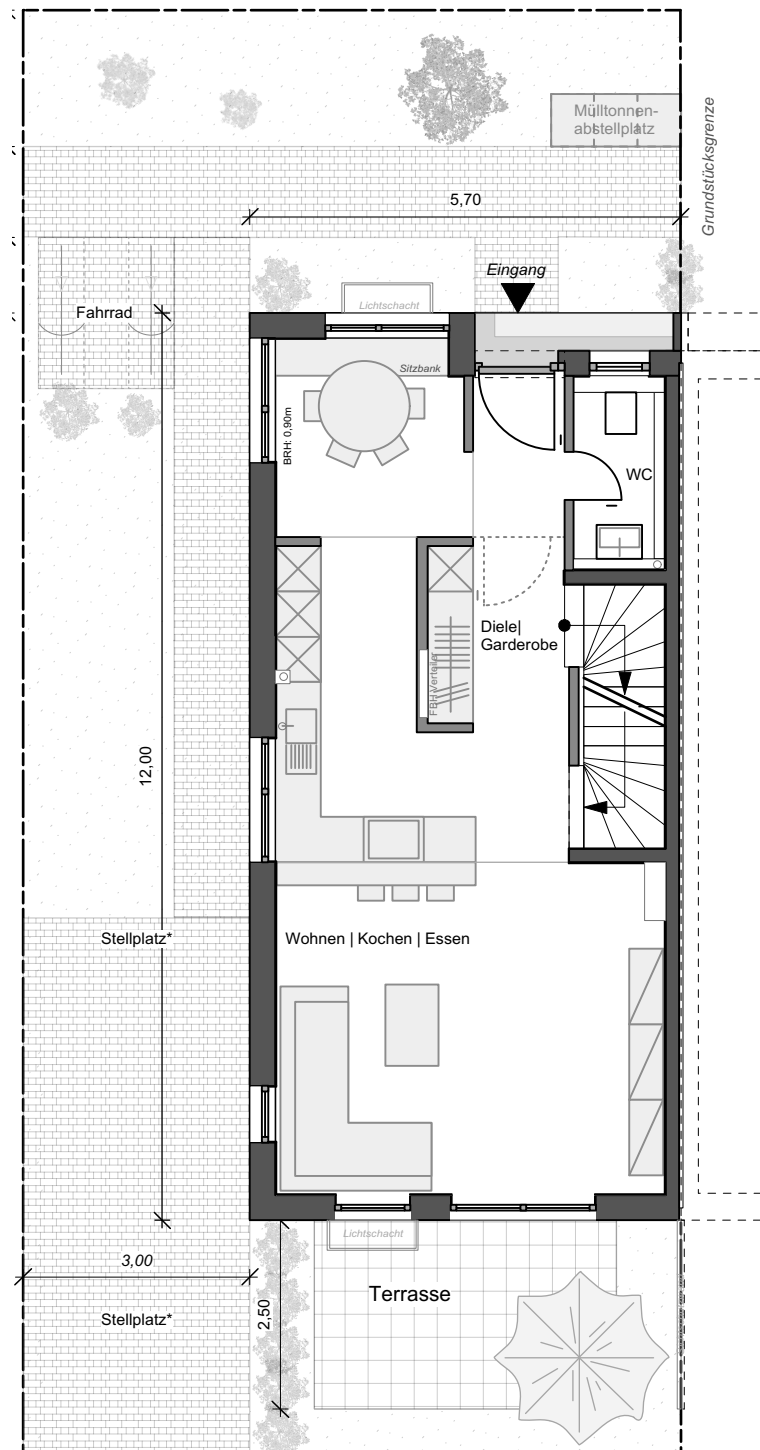 Mülltonnen-
abstellplatz
Grundstücksgrenze
5,70
Eingang
Fahrrad
Lichtschacht
Sitzbank
BRH: 0,90m
WC
Diele|
Garderobe
FBH-Verteiler
12,00
Stellplatz*
Wohnen | Kochen | Essen
Lichtschacht
3,00
Terrasse
2,50
Stellplatz*